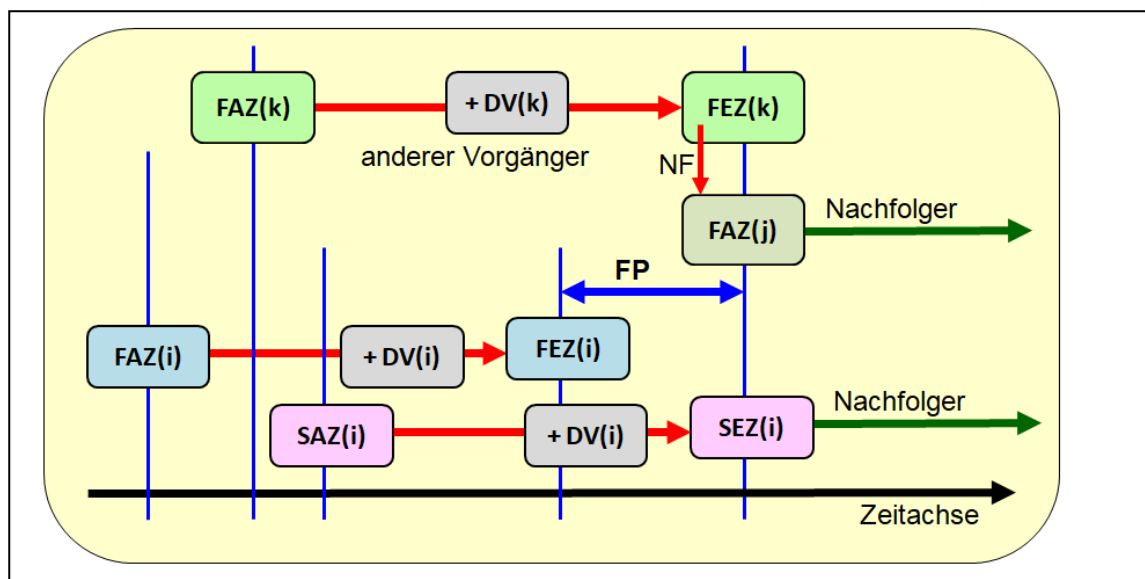 FAZ(k)
+ DV(k)
FEZ(k)
anderer Vorgänger
NF
FAZ(j)
Nachfolger
FP
FAZ(i)
+ DV(i)
FEZ(i)
SAZ(i)
+ DV(i)
SEZ(i)
Nachfolger
Zeitachse